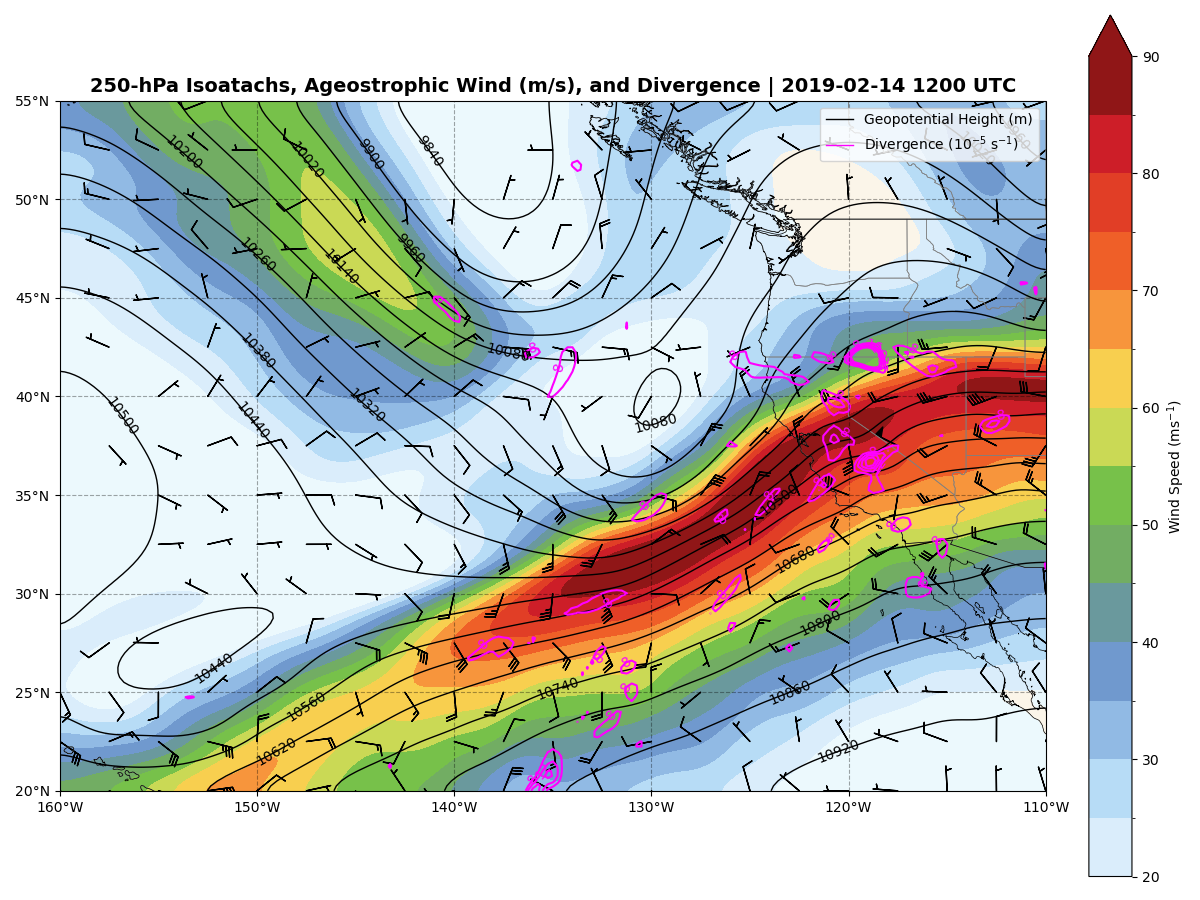 250-hPa Isoatachs, Ageostrophic Wind (m/s), and Divergence | 2019-02-14 1200 UTC
Geopotential Height (m)
Divergence (10⁻⁵ s⁻¹)
55°N
50°N
45°N
40°N
35°N
30°N
25°N
20°N
160°W
150°W
140°W
130°W
120°W
110°W
90
80
70
60
50
40
30
20
Wind Speed (ms⁻¹)
10200
10020
9900
9840
9960
10260
10140
10380
10080
10320
10440
10500
10080
10500
10680
10800
10440
10740
10860
10560
10620
10920